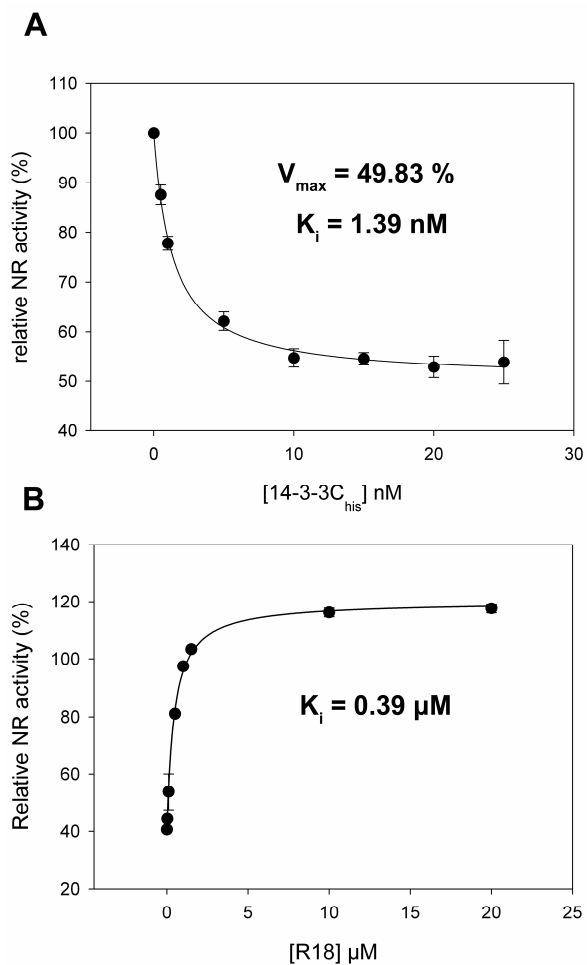 A
110
100
90
80
70
60
50
40
relative NR activity (%)
Vmax = 49.83 %
Ki = 1.39 nM
0 10 20 30
[14-3-3Chis] nM
B
140
120
100
80
60
40
20
Relative NR activity (%)
Ki = 0.39 µM
0 5 10 15 20 25
[R18] µM